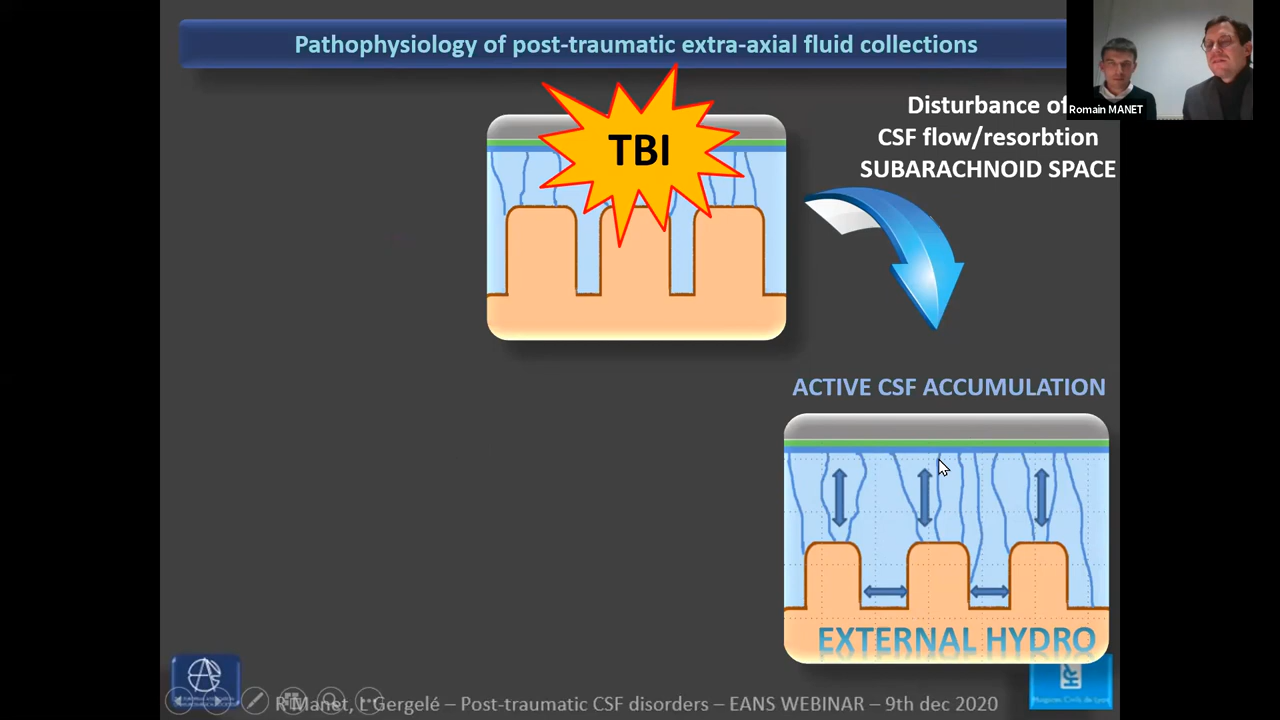 Pathophysiology of post-traumatic extra-axial fluid collections
Romain MANET
TBI
Disturbance of
CSF flow/resorbtion
SUBARACHNOID SPACE
ACTIVE CSF ACCUMULATION
EXTERNAL HYDRO
R Manet, L Gergelé – Post-traumatic CSF disorders – EANS WEBINAR – 9th dec 2020